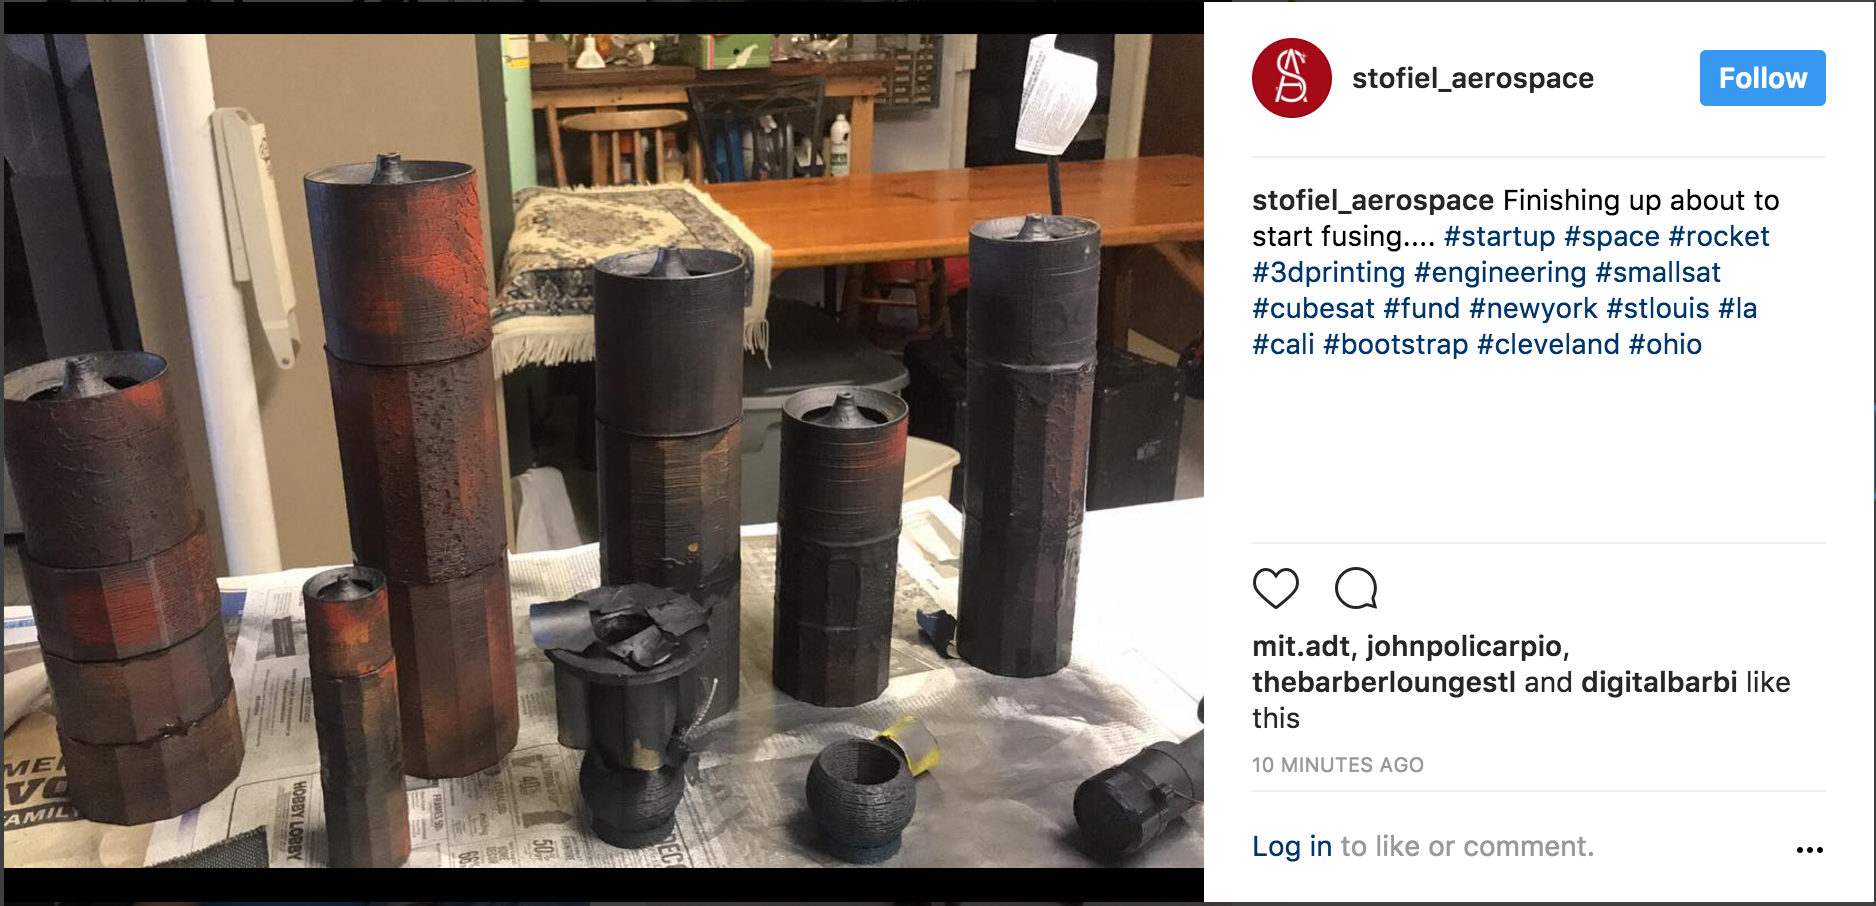 stofiel_aerospace
Follow
stofiel_aerospace Finishing up about to
start fusing.... #startup #space #rocket
#3dprinting #engineering #smallsat
#cubesat #fund #newyork #stlouis #la
#cali #bootstrap #cleveland #ohio
mit.adt, johnpolicarpio,
thebarberloungestl and digitalbarbi like
this
10 MINUTES AGO
Log in to like or comment.
HOBBY LOBBY